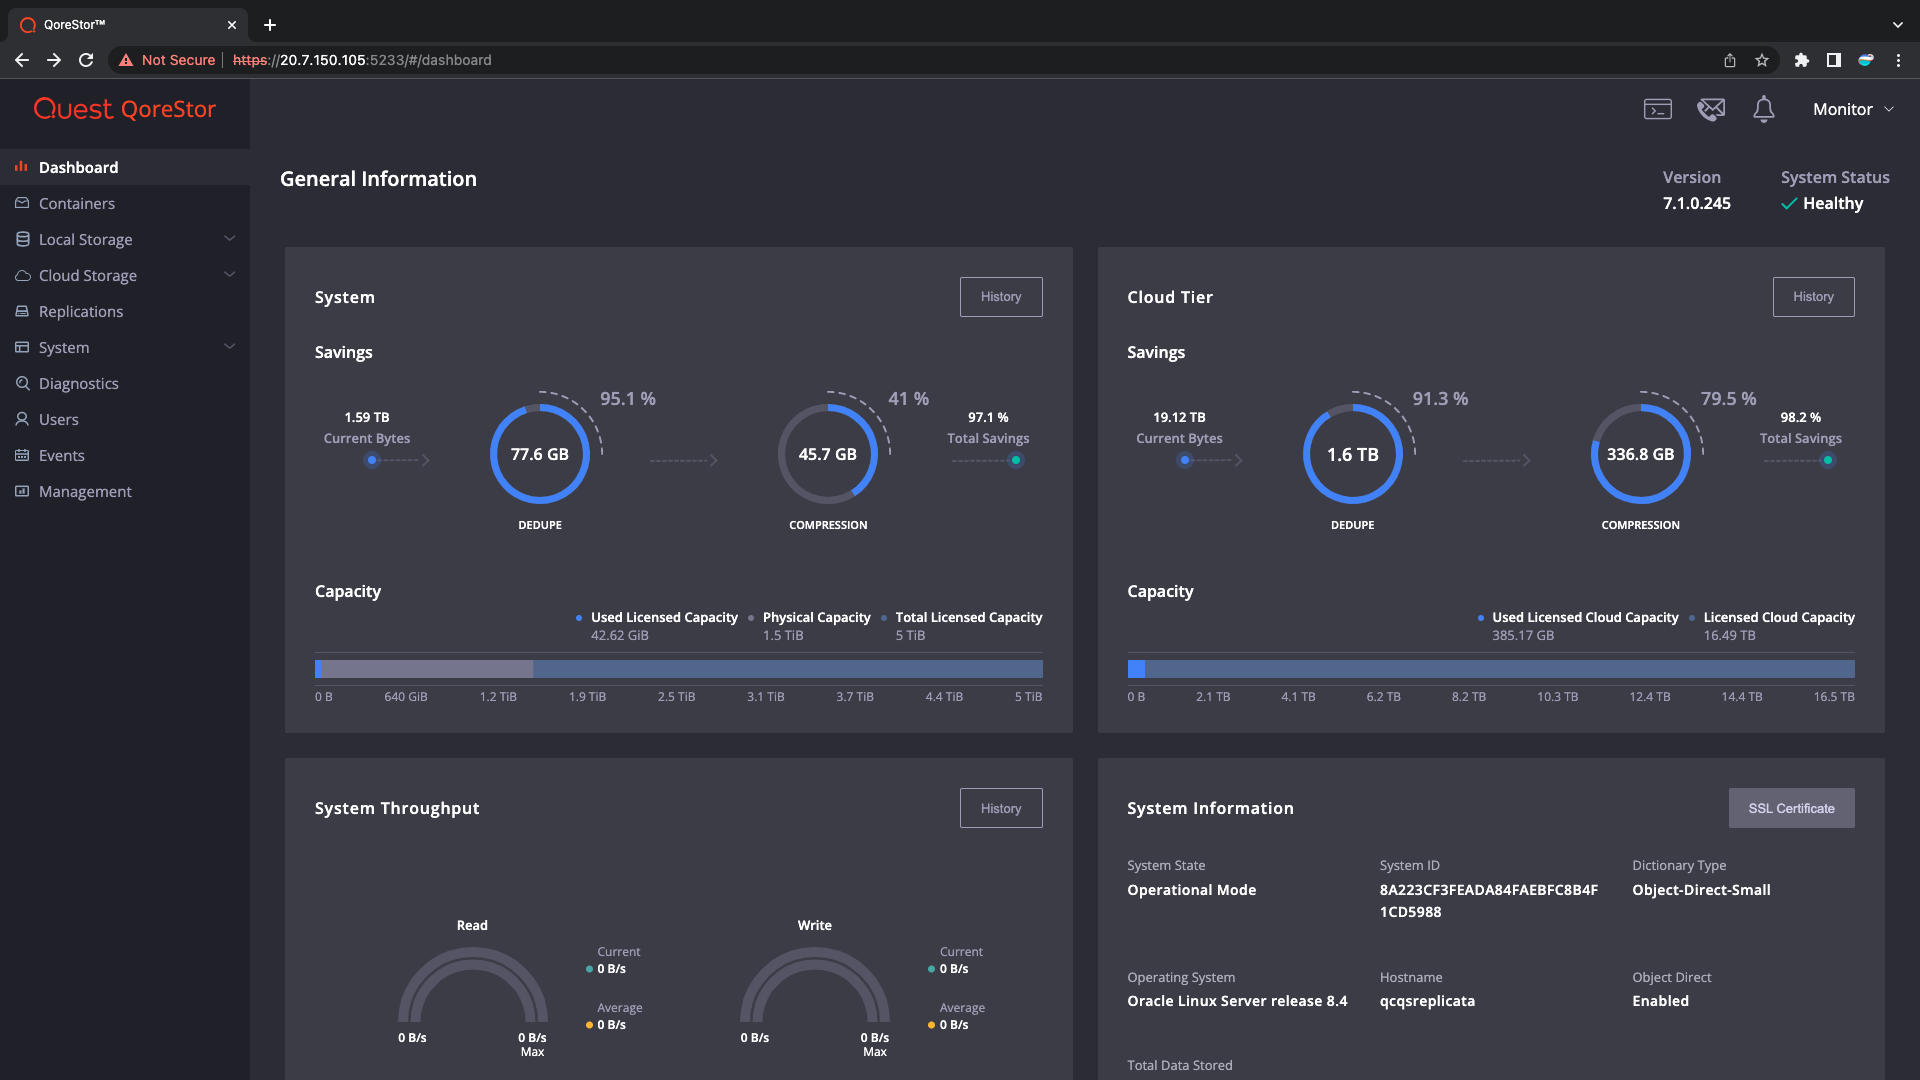 QoreStor™
Not Secure https://20.7.150.105:5233/#/dashboard
Quest QoreStor
Monitor
Dashboard
Containers
Local Storage
Cloud Storage
Replications
System
Diagnostics
Users
Events
Management
General Information
Version
7.1.0.245
System Status
Healthy
System
History
Savings
1.59 TB
Current Bytes
95.1 %
77.6 GB
DEDUPE
41 %
45.7 GB
COMPRESSION
97.1 %
Total Savings
Capacity
Used Licensed Capacity Physical Capacity Total Licensed Capacity
42.62 GiB 1.5 TiB 5 TiB
0 B 640 GiB 1.2 TiB 1.9 TiB 2.5 TiB 3.1 TiB 3.7 TiB 4.4 TiB 5 TiB
Cloud Tier
History
Savings
19.12 TB
Current Bytes
91.3 %
1.6 TB
DEDUPE
79.5 %
336.8 GB
COMPRESSION
98.2 %
Total Savings
Capacity
Used Licensed Cloud Capacity Licensed Cloud Capacity
385.17 GB 16.49 TB
0 B 2.1 TB 4.1 TB 6.2 TB 8.2 TB 10.3 TB 12.4 TB 14.4 TB 16.5 TB
System Throughput
History
Read
Current
0 B/s
Average
0 B/s
0 B/s 0 B/s
Max
Write
Current
0 B/s
Average
0 B/s
0 B/s 0 B/s
Max
System Information
SSL Certificate
System State
Operational Mode
System ID
8A223CF3FEADA84FAEBFC8B4F
1CD5988
Dictionary Type
Object-Direct-Small
Operating System
Oracle Linux Server release 8.4
Hostname
qcqsreplicata
Object Direct
Enabled
Total Data Stored